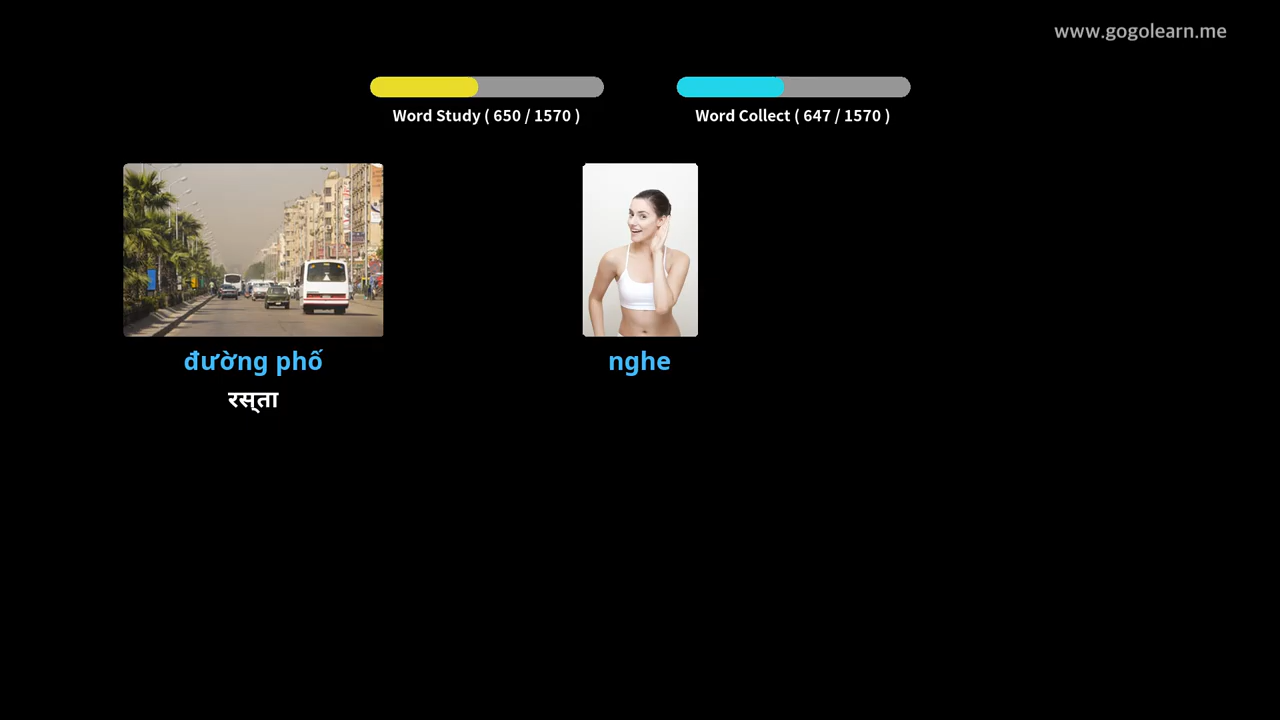 www.gogolearn.me
Word Study ( 650 / 1570 )
Word Collect ( 647 / 1570 )
đường phố
nghe
रस्ता